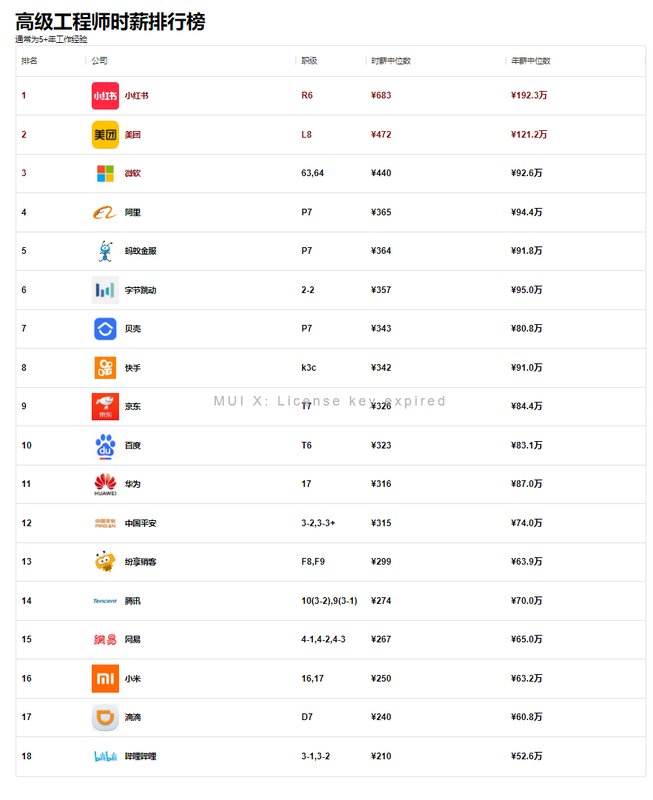 高级工程师时薪排行榜
通常为5+年工作经验
排名 公司 职级 时薪中位数 年薪中位数
1 小红书 小红书 R6 ¥683 ¥192.3万
2 美团 美团 L8 ¥472 ¥121.2万
3 微软 63,64 ¥440 ¥92.6万
4 阿里 P7 ¥365 ¥94.4万
5 蚂蚁金服 P7 ¥364 ¥91.8万
6 字节跳动 2-2 ¥357 ¥95.0万
7 贝壳 P7 ¥343 ¥80.8万
8 快手 k3c ¥342 ¥91.0万
MUI X: License key expired
9 京东 京东 T7 ¥326 ¥84.4万
10 du 百度 T6 ¥323 ¥83.1万
11 HUAWEI 华为 17 ¥316 ¥87.0万
12 中国平安 PINGAN 中国平安 3-2,3-3+ ¥315 ¥74.0万
13 纷享销客 F8,F9 ¥299 ¥63.9万
14 Tencent 腾讯 10(3-2),9(3-1) ¥274 ¥70.0万
15 網易 网易 4-1,4-2,4-3 ¥267 ¥65.0万
16 mi 小米 16,17 ¥250 ¥63.2万
17 滴滴 D7 ¥240 ¥60.8万
18 bilibili 哔哩哔哩 3-1,3-2 ¥210 ¥52.6万